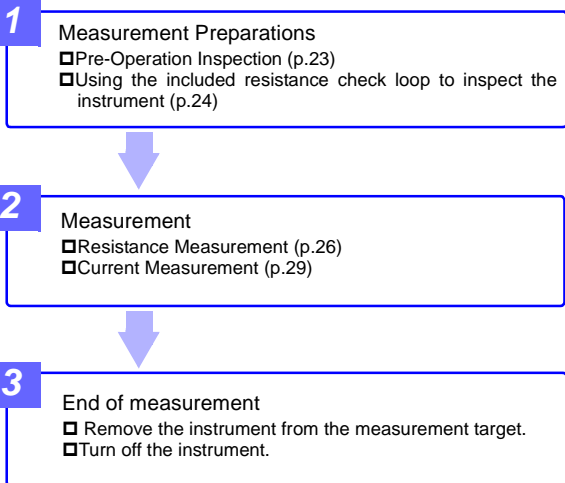 1
Measurement Preparations
❑Pre-Operation Inspection (p.23)
❑Using the included resistance check loop to inspect the
instrument (p.24)
2
Measurement
❑Resistance Measurement (p.26)
❑Current Measurement (p.29)
3
End of measurement
❑ Remove the instrument from the measurement target.
❑Turn off the instrument.